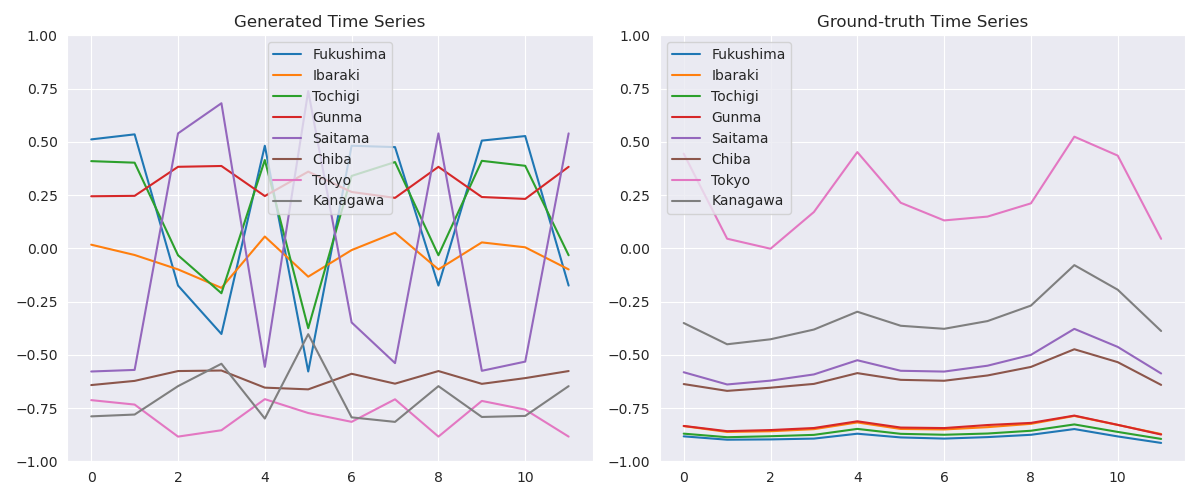 Generated Time Series
1.00
0.75
0.50
0.25
0.00
−0.25
−0.50
−0.75
−1.00
0 2 4 6 8 10
Fukushima
Ibaraki
Tochigi
Gunma
Saitama
Chiba
Tokyo
Kanagawa
Ground-truth Time Series
1.00
0.75
0.50
0.25
0.00
−0.25
−0.50
−0.75
−1.00
0 2 4 6 8 10
Fukushima
Ibaraki
Tochigi
Gunma
Saitama
Chiba
Tokyo
Kanagawa